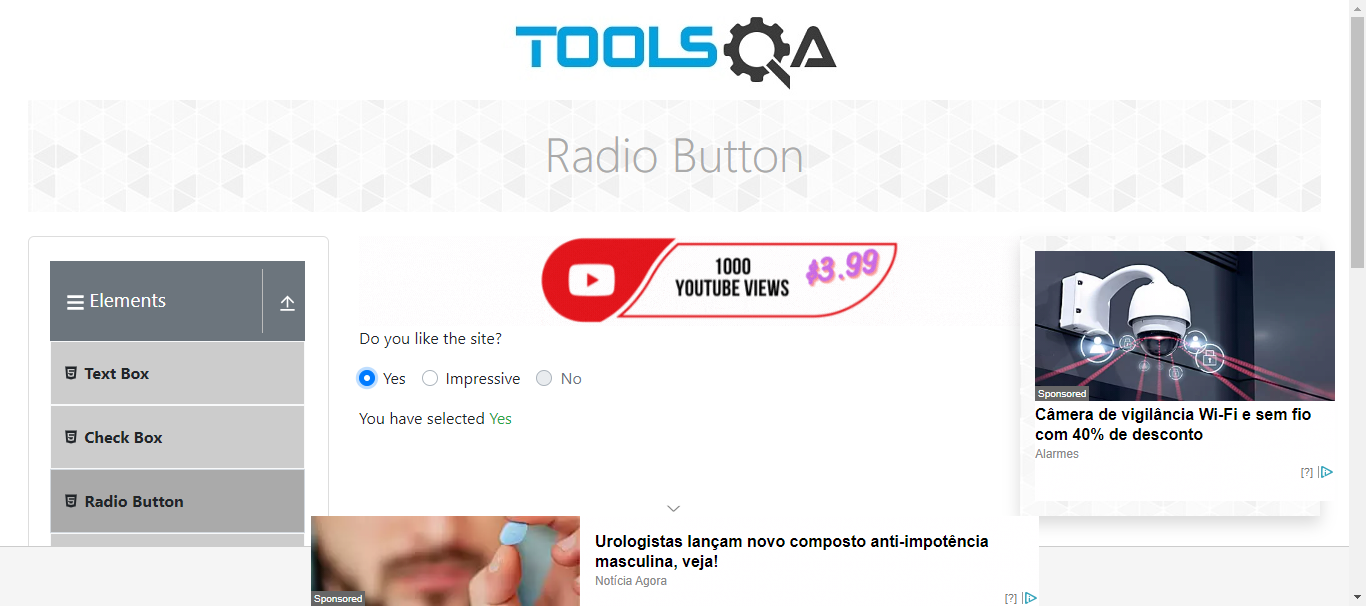 TOOLSQA
Radio Button
Elements
Text Box
Check Box
Radio Button
1000
YOUTUBE VIEWS
$3.99
Do you like the site?
Yes
Impressive
No
You have selected Yes
Sponsored
Câmera de vigilância Wi-Fi e sem fio
com 40% de desconto
Alarmes
[?]
Sponsored
Urologistas lançam novo composto anti-impotência
masculina, veja!
Notícia Agora
[?]